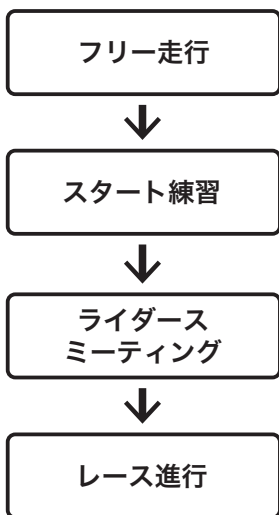 フリー走行
スタート練習
ライダース
ミーティング
レース進行